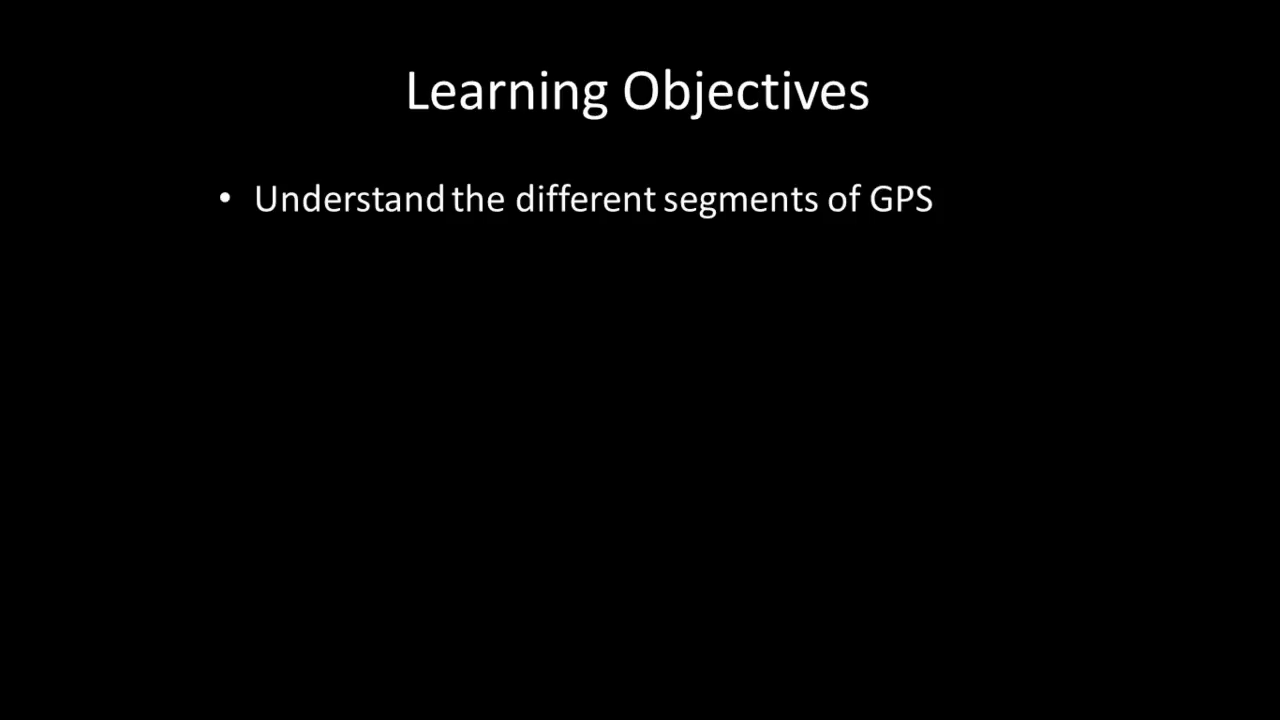 Learning Objectives
• Understand the different segments of GPS